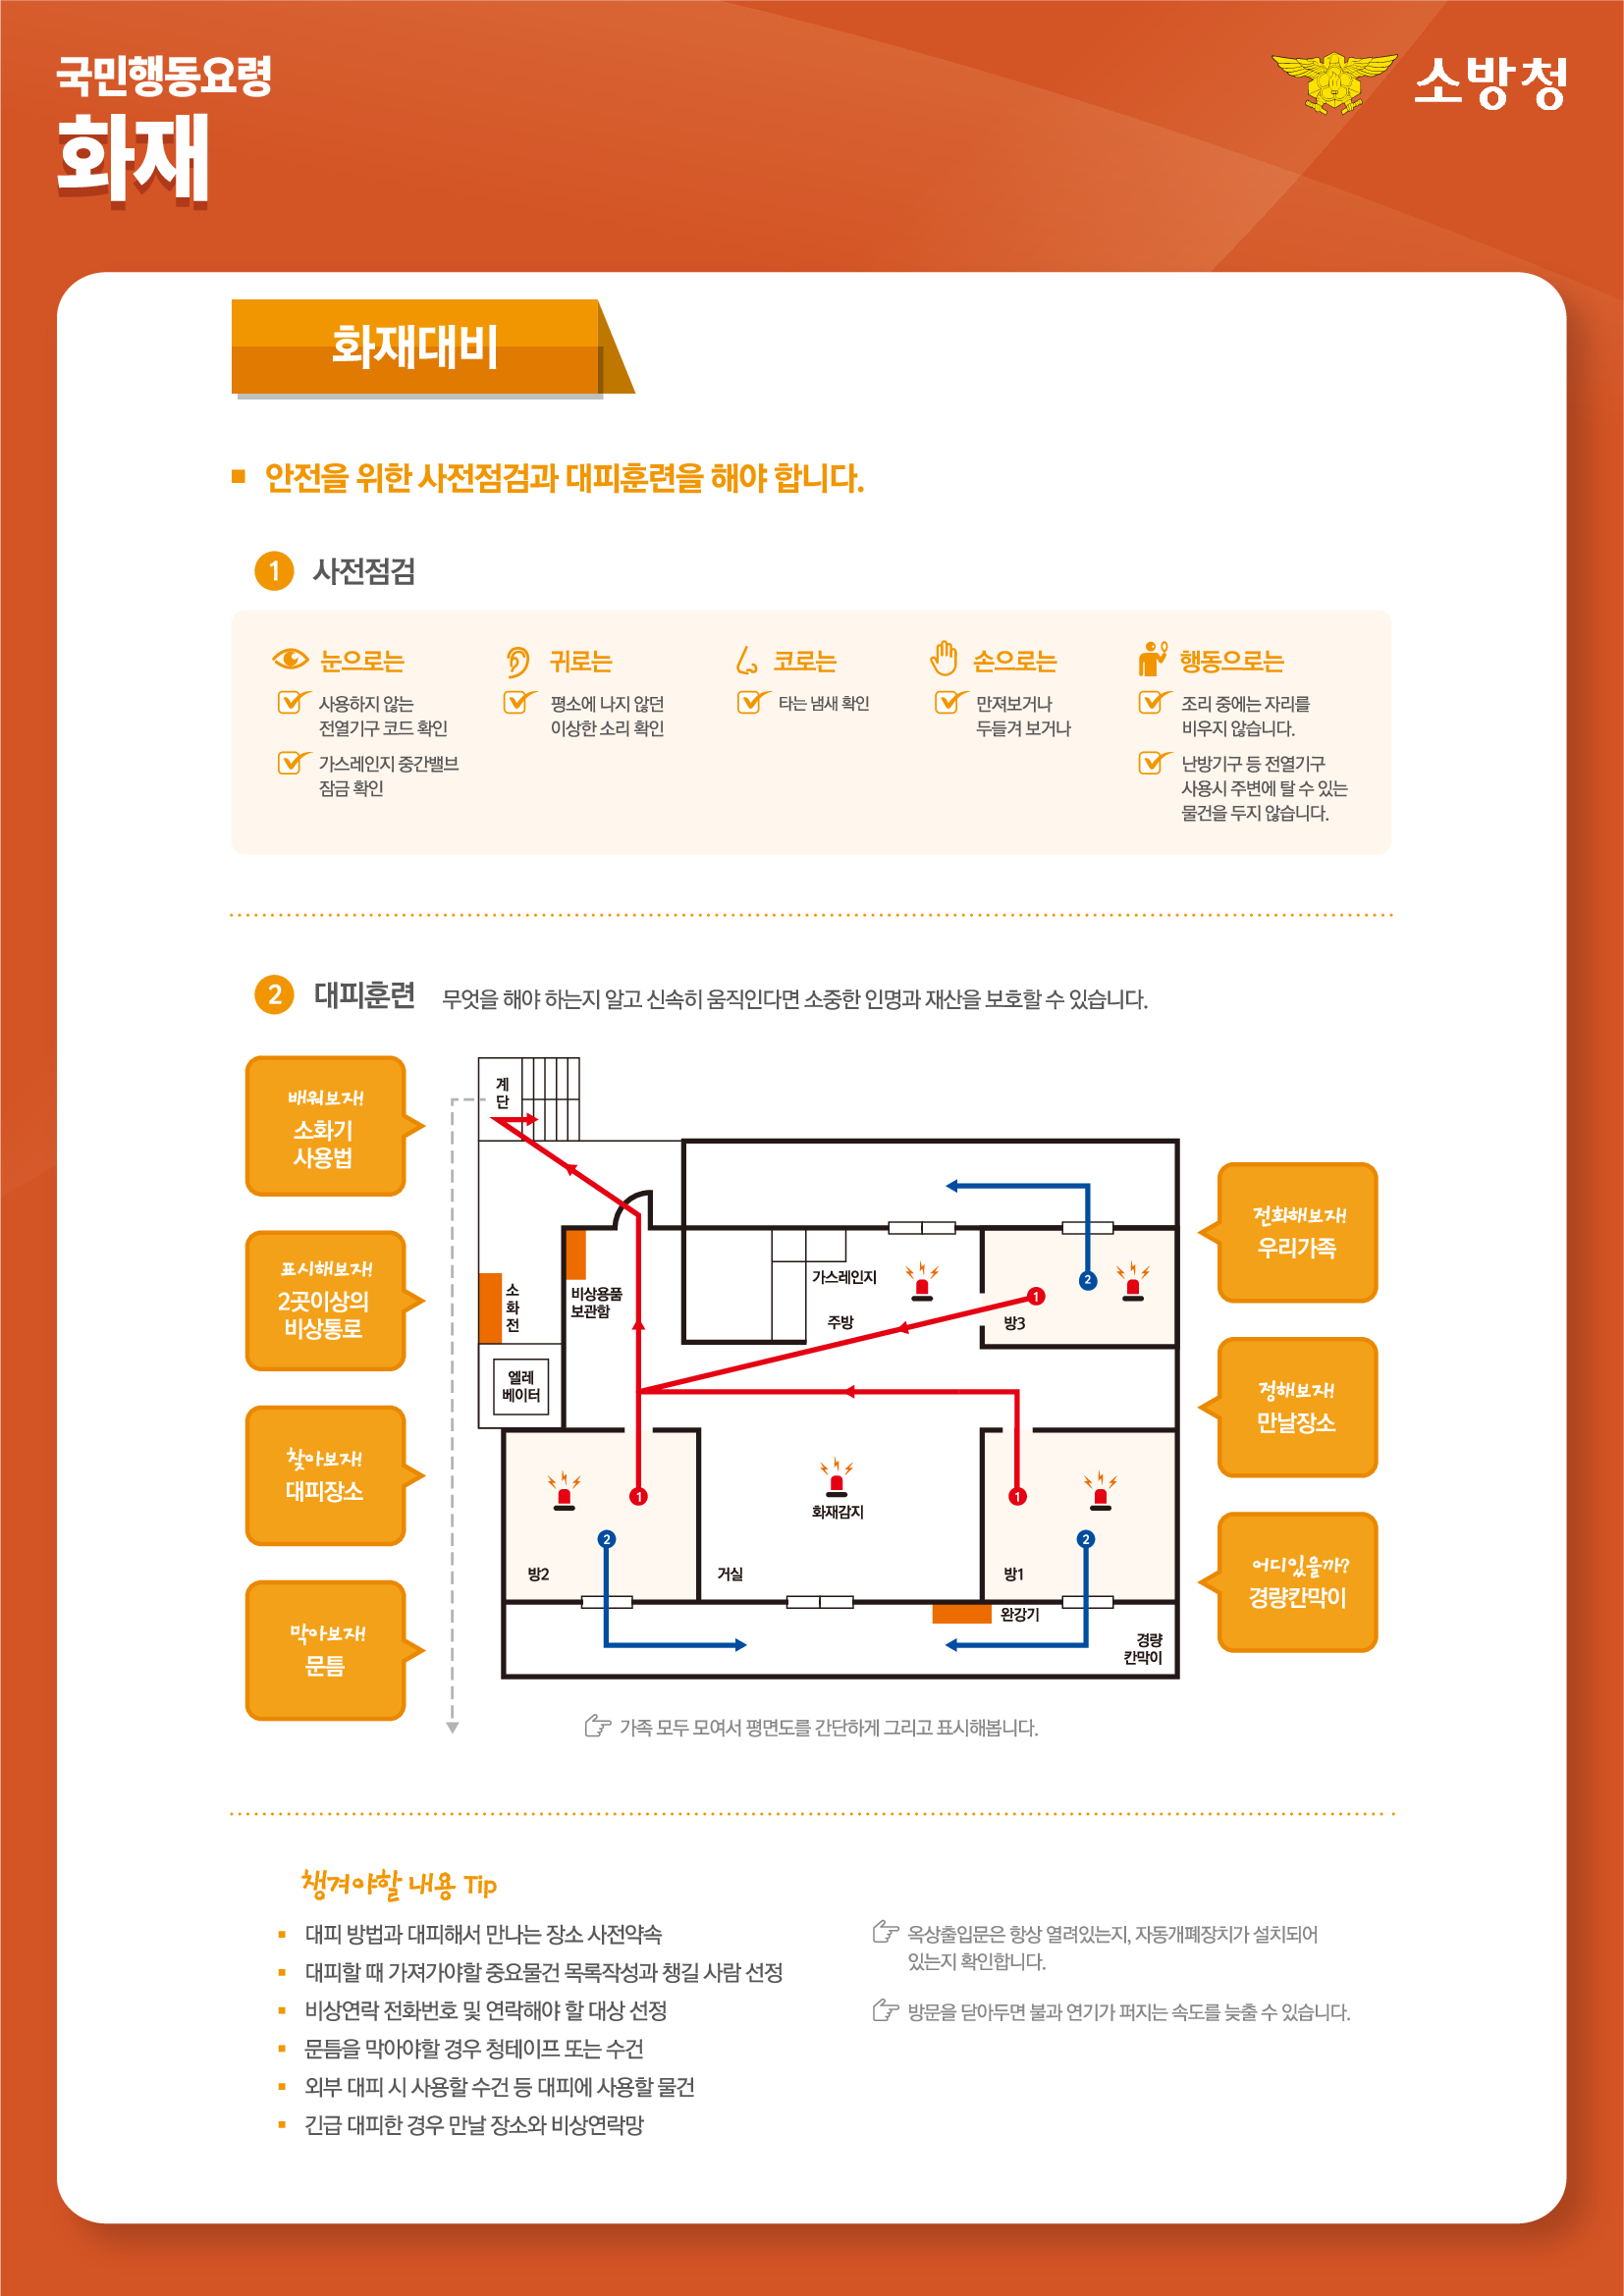 국민행동요령
화재
소방청
화재대비
안전을 위한 사전점검과 대피훈련을 해야 합니다.
1 사전점검
눈으로는
사용하지 않는
전열기구 코드 확인
가스레인지 중간밸브
잠금 확인
귀로는
평소에 나지 않던
이상한 소리 확인
코로는
타는 냄새 확인
손으로는
만져보거나
두들겨 보거나
행동으로는
조리 중에는 자리를
비우지 않습니다.
난방기구 등 전열기구
사용시 주변에 탈 수 있는
물건을 두지 않습니다.
2 대피훈련 무엇을 해야 하는지 알고 신속히 움직인다면 소중한 인명과 재산을 보호할 수 있습니다.
배워보자!
소화기
사용법
표시해보자!
2곳이상의
비상통로
찾아보자!
대피장소
막아보자!
문틈
계
단
소
화
전
비상용품
보관함
엘레
베이터
가스레인지
주방
2
1
방3
1
2
방2
화재감지
거실
1
2
방1
완강기
경량
칸막이
전화해보자!
우리가족
정해보자!
만날장소
어디있을까?
경량칸막이
가족 모두 모여서 평면도를 간단하게 그리고 표시해봅니다.
챙겨야할 내용 Tip
대피 방법과 대피해서 만나는 장소 사전약속
대피할 때 가져가야할 중요물건 목록작성과 챙길 사람 선정
비상연락 전화번호 및 연락해야 할 대상 선정
문틈을 막아야할 경우 청테이프 또는 수건
외부 대피 시 사용할 수건 등 대피에 사용할 물건
긴급 대피한 경우 만날 장소와 비상연락망
옥상출입문은 항상 열려있는지, 자동개폐장치가 설치되어
있는지 확인합니다.
방문을 닫아두면 불과 연기가 퍼지는 속도를 늦출 수 있습니다.